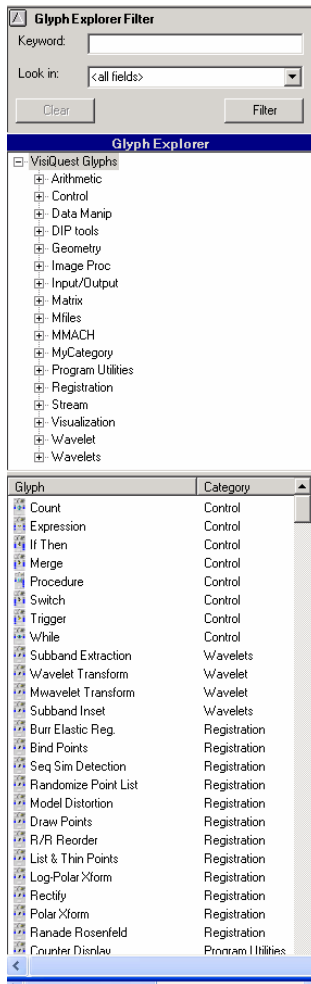 Glyph Explorer Filter
Keyword:
Look in: <all fields>
Clear Filter
Glyph Explorer
VisiQuest Glyphs
Arithmetic
Control
Data Manip
DIP tools
Geometry
Image Proc
Input/Output
Matrix
Mfiles
MMACH
MyCategory
Program Utilities
Registration
Stream
Visualization
Wavelet
Wavelets
Glyph Category
Count Control
Expression Control
If Then Control
Merge Control
Procedure Control
Switch Control
Trigger Control
While Control
Subband Extraction Wavelets
Wavelet Transform Wavelet
Mwavelet Transform Wavelet
Subband Inset Wavelets
Burr Elastic Reg. Registration
Bind Points Registration
Seq Sim Detection Registration
Randomize Point List Registration
Model Distortion Registration
Draw Points Registration
R/R Reorder Registration
List & Thin Points Registration
Log-Polar Xform Registration
Rectify Registration
Polar Xform Registration
Ranade Rosenfeld Registration
Counter Display Program Utilities